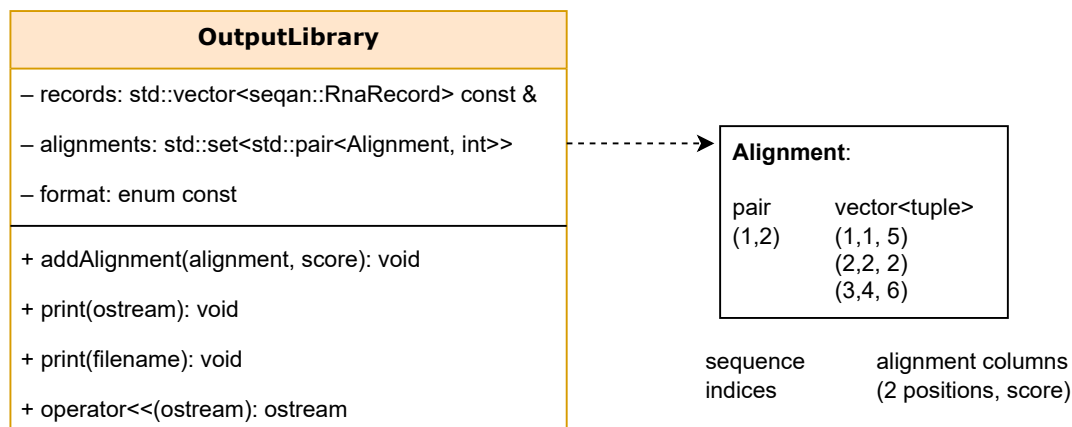 OutputLibrary
– records: std::vector<seqan::RnaRecord> const &
– alignments: std::set<std::pair<Alignment, int>>
– format: enum const
+ addAlignment(alignment, score): void
+ print(ostream): void
+ print(filename): void
+ operator<<(ostream): ostream
Alignment:
pair vector<tuple>
(1,2) (1,1, 5)
(2,2, 2)
(3,4, 6)
sequence alignment columns
indices (2 positions, score)